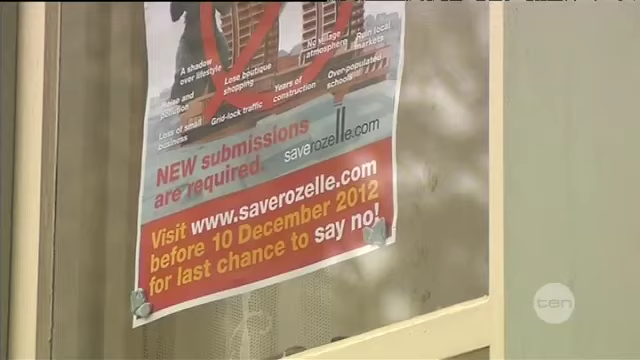 A shadow
over lifestyle
Lose boutique
shopping
No village
atmosphere
Ruin local
markets
Noise and
pollution
Grid-lock traffic
Years of
construction
Over-populated
schools
Loss of small
business
NEW submissions
are required.
saverozelle.com
Visit www.saverozelle.com
before 10 December 2012
for last chance to say no!
ten